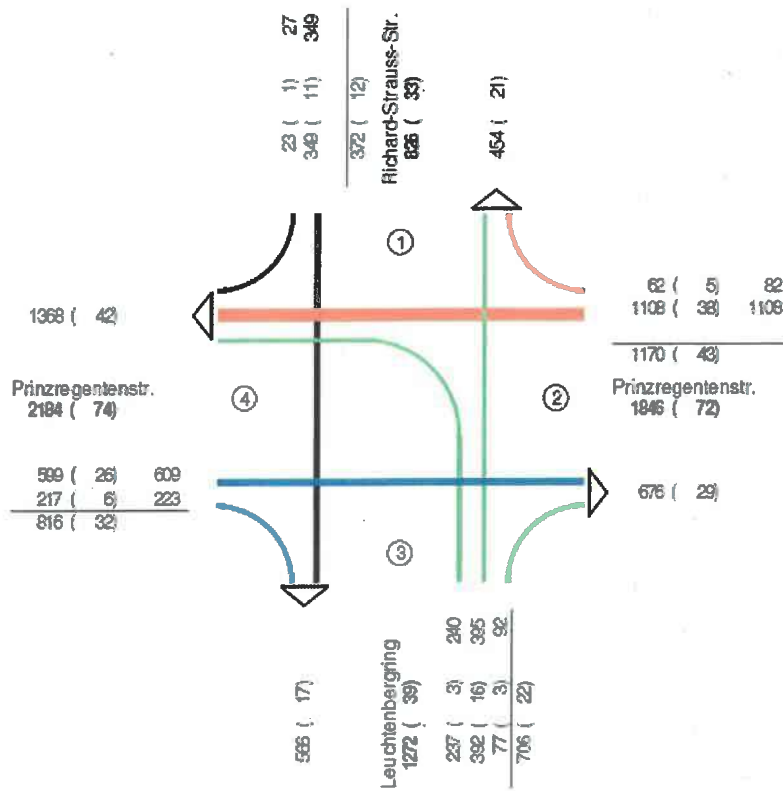 23 ( 1) 27
349 ( 11) 349
372 ( 12)
Richard-Strauss-Str.
826 ( 33)
454 ( 21)
1
62 ( 5) 82
1108 ( 38) 1108
1170 ( 43)
1368 ( 42)
Prinzregentenstr.
2184 ( 74)
4
2
Prinzregentenstr.
1846 ( 72)
599 ( 26) 609
217 ( 6) 223
816 ( 32)
676 ( 29)
3
566 ( 17)
Leuchtenbergring
1272 ( 39)
237 ( 3) 240
392 ( 16) 395
77 ( 3) 92
706 ( 22)